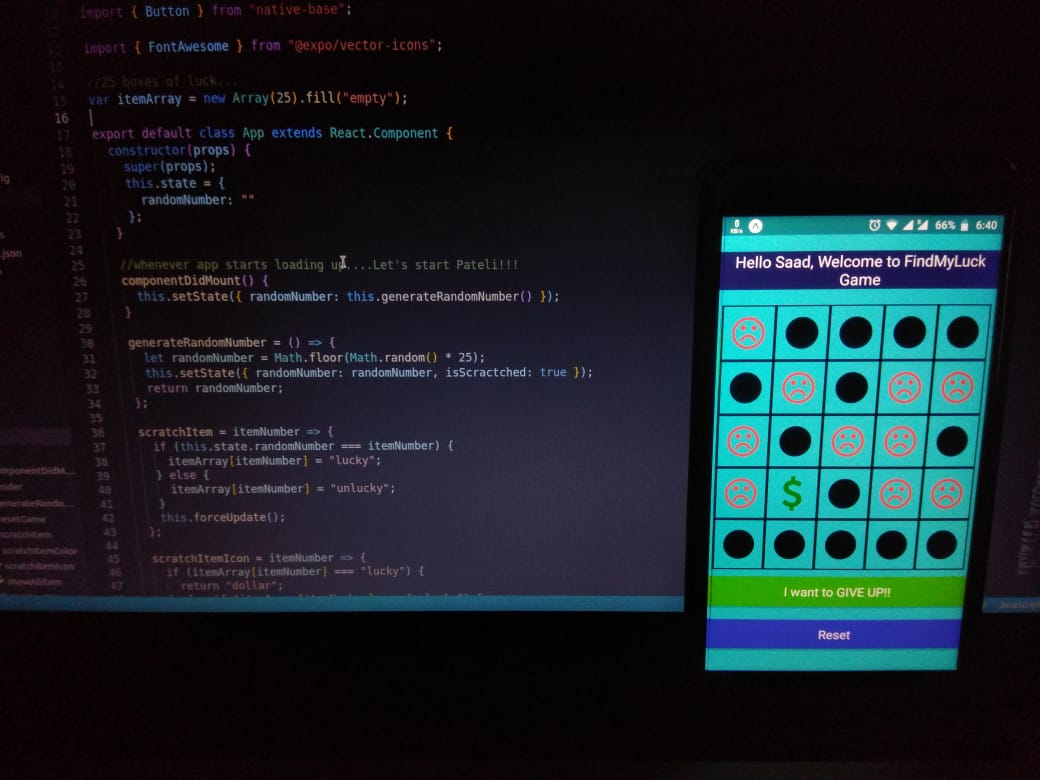 import { Button } from "native-base";
12
import { FontAwesome } from "@expo/vector-icons";
13
14 //25 boxes of luck...
15 var itemArray = new Array(25).fill("empty");
16
17 export default class App extends React.Component {
18 constructor(props) {
19 super(props);
20 this.state = {
21 randomNumber: ""
22 };
23 }
24
25 //whenever app starts loading up....Let's start Pateli!!!
26 componentDidMount() {
27 this.setState({ randomNumber: this.generateRandomNumber() });
28 }
29
30 generateRandomNumber = () => {
31 let randomNumber = Math.floor(Math.random() * 25);
32 this.setState({ randomNumber: randomNumber, isScractched: true });
33 return randomNumber;
34 };
35
36 scratchItem = itemNumber => {
37 if (this.state.randomNumber === itemNumber) {
38 itemArray[itemNumber] = "lucky";
39 } else {
40 itemArray[itemNumber] = "unlucky";
41 }
42 this.forceUpdate();
43 };
44
45 scratchItemIcon = itemNumber => {
46 if (itemArray[itemNumber] === "lucky") {
47 return "dollar";
.json
omponentDidM...
nder
enerateRando...
esetGame
cratchItem
scratchItemColor
scratchItemIcon
showAllItem
0 KB/s 66% 6:40
Hello Saad, Welcome to FindMyLuck
Game
$
I want to GIVE UP!!
Reset
JavaScrip